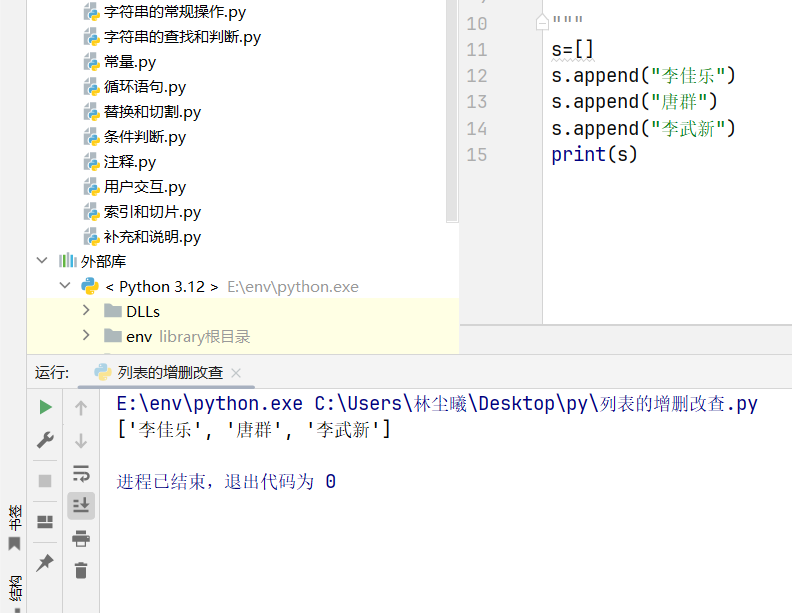 字符串的常规操作.py
字符串的查找和判断.py
常量.py
循环语句.py
替换和切割.py
条件判断.py
注释.py
用户交互.py
索引和切片.py
补充和说明.py
外部库
< Python 3.12 > E:\env\python.exe
DLLs
env library根目录
10 """
11 s=[]
12 s.append("李佳乐")
13 s.append("唐群")
14 s.append("李武新")
15 print(s)
运行: 列表的增删改查
E:\env\python.exe C:\Users\林尘曦\Desktop\py\列表的增删改查.py
['李佳乐', '唐群', '李武新']
进程已结束，退出代码为 0
书签
结构